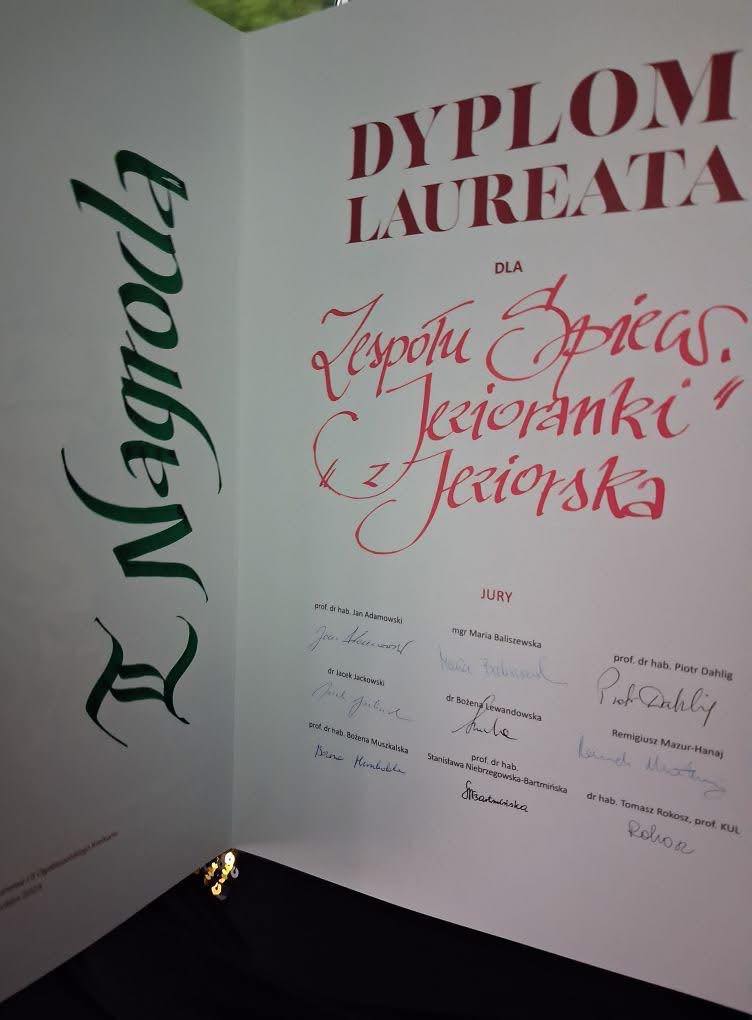 II Nagroda
DYPLOM
LAUREATA
DLA
Zespołu Śpiew.
"Jezioranki"
z Jeziorska
JURY
prof. dr hab. Jan Adamowski
mgr Maria Baliszewska
prof. dr hab. Piotr Dahlig
Piotr Dahlig
dr Jacek Jackowski
dr Bożena Lewandowska
Remigiusz Mazur-Hanaj
prof. dr hab. Bożena Muszkalska
prof. dr hab.
Stanisława Niebrzegowska-Bartmińska
dr hab. Tomasz Rokosz, prof. KUL